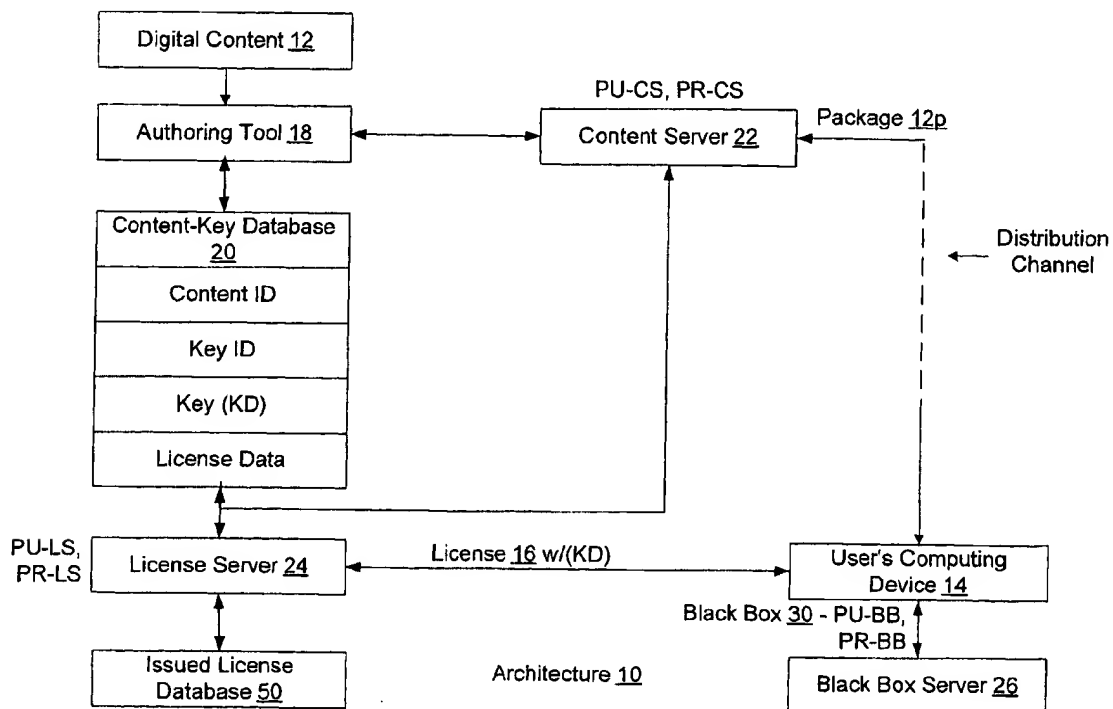 Digital Content 12
PU-CS, PR-CS
Package 12p
Authoring Tool 18
Content Server 22
Content-Key Database
20
Distribution
Channel
Content ID
Key ID
Key (KD)
License Data
PU-LS,
PR-LS
License Server 24
License 16 w/(KD)
User's Computing
Device 14
Black Box 30 - PU-BB,
PR-BB
Issued License
Database 50
Architecture 10
Black Box Server 26